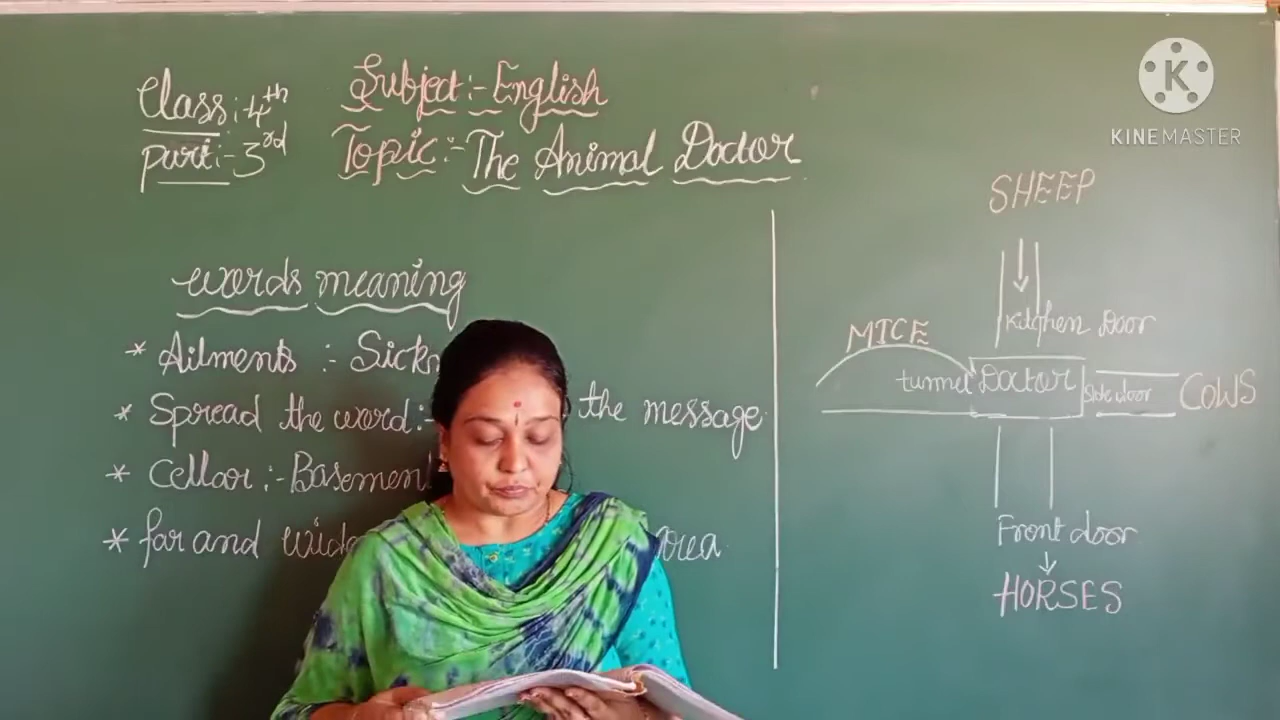 Class:4th
Part:-3rd
Subject:-English
Topic:-The Animal Doctor
words meaning
* Ailments :- Sickn
* Spread the word:- the message
* Cellar:-Basement
* far and wide area
SHEEP
Kitchen Door
MICE
tunnel Doctor Side door COWS
Front door
HORSES
K
KINEMASTER